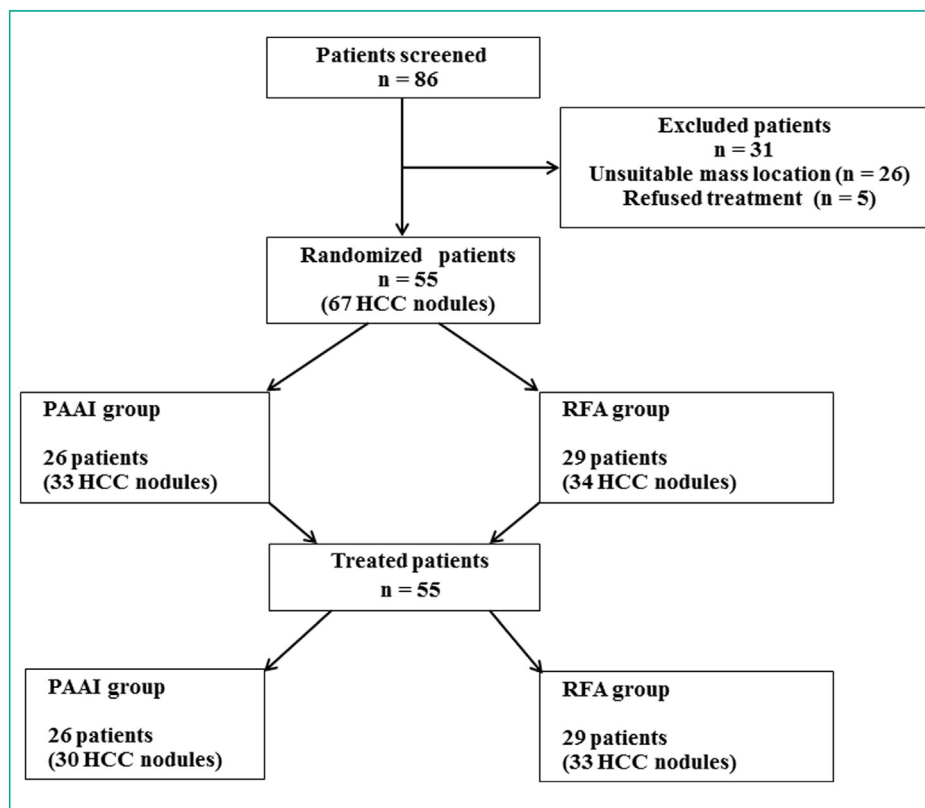 Patients screened
n = 86
Excluded patients
n = 31
Unsuitable mass location (n = 26)
Refused treatment (n = 5)
Randomized patients
n = 55
(67 HCC nodules)
PAAI group
26 patients
(33 HCC nodules)
RFA group
29 patients
(34 HCC nodules)
Treated patients
n = 55
PAAI group
26 patients
(30 HCC nodules)
RFA group
29 patients
(33 HCC nodules)